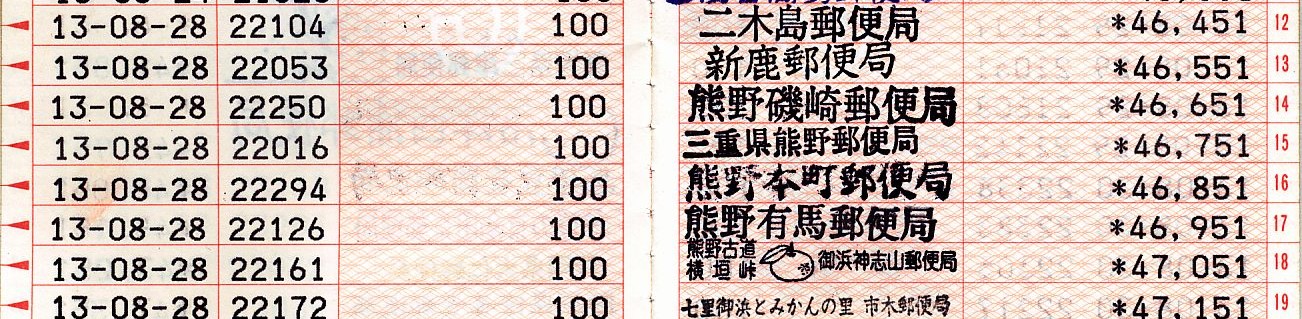 13-08-28 22104 100 二木島郵便局 *46,451 12
13-08-28 22053 100 新鹿郵便局 *46,551 13
13-08-28 22250 100 熊野磯崎郵便局 *46,651 14
13-08-28 22016 100 三重県熊野郵便局 *46,751 15
13-08-28 22294 100 熊野本町郵便局 *46,851 16
13-08-28 22126 100 熊野有馬郵便局 *46,951 17
熊野古道
13-08-28 22161 100 横垣峠 御浜神志山郵便局 *47,051 18
13-08-28 22172 100 七里御浜とみかんの里 市木郵便局 *47,151 19